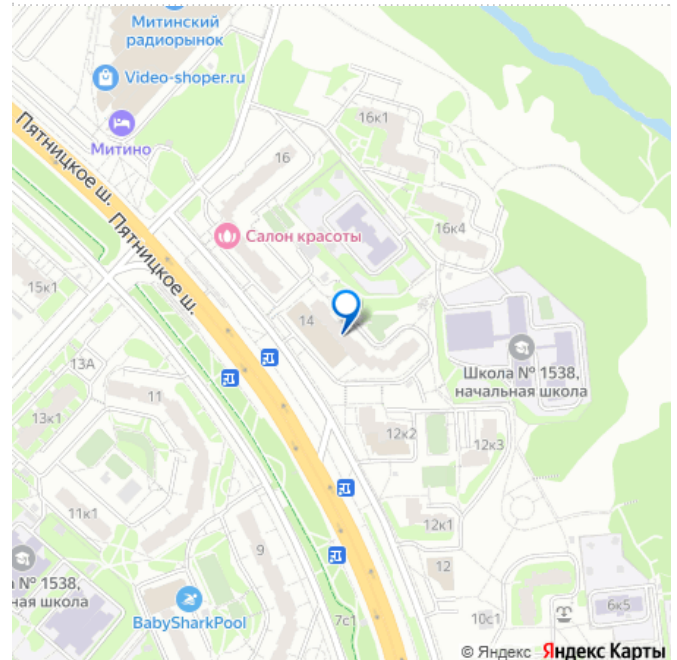 Митинский
радиорынок
Video-shoper.ru
Митино
Пятницкое ш.
Пятницкое ш.
16к1
16
16к4
Салон красоты
15к1
14
13А
Школа № 1538,
начальная школа
11
13к1
12к2
12к3
11к1
12к1
9
12
№ 1538,
ная школа
BabySharkPool
7с1
10с1
6к5
© Яндекс Яндекс Карты